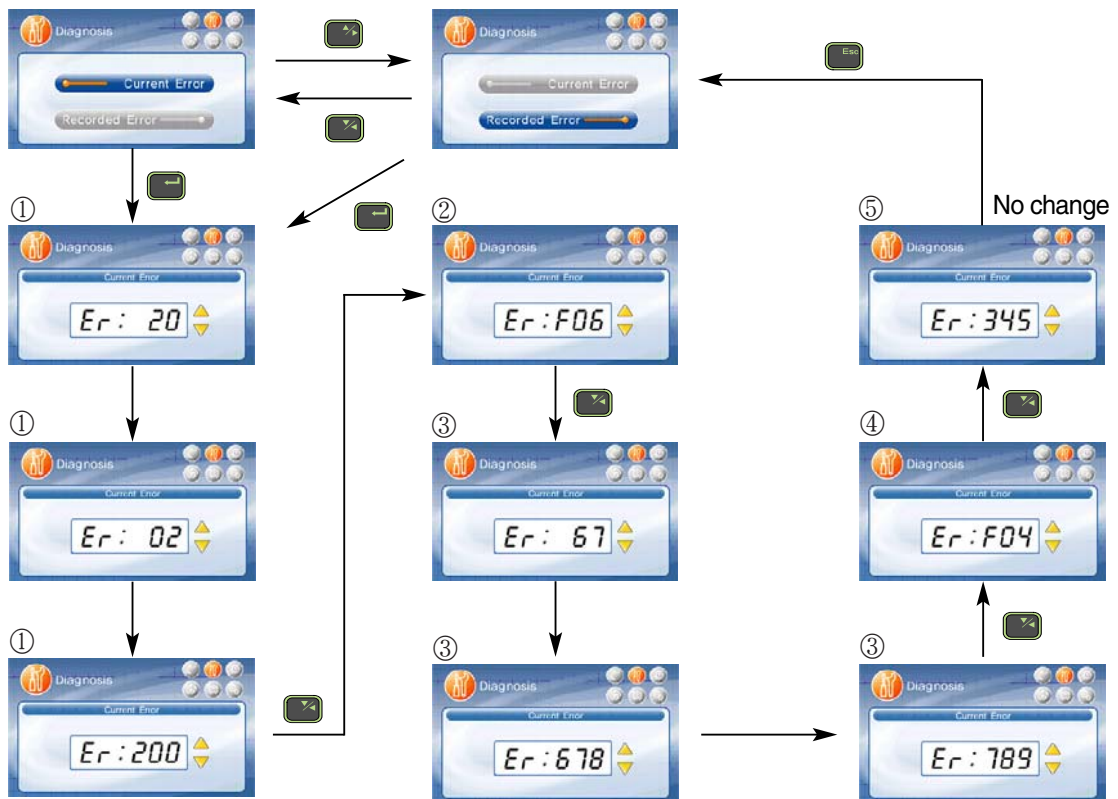 Diagnosis
Current Error
Recorded Error
Diagnosis
Current Error
Recorded Error
Esc
①
Diagnosis
Current Error
Er: 20
②
Diagnosis
Current Error
Er:F06
⑤
No change
Diagnosis
Current Error
Er:345
①
Diagnosis
Current Error
Er: 02
③
Diagnosis
Current Error
Er: 67
④
Diagnosis
Current Error
Er:F04
①
Diagnosis
Current Error
Er:200
③
Diagnosis
Current Error
Er:678
③
Diagnosis
Current Error
Er:789